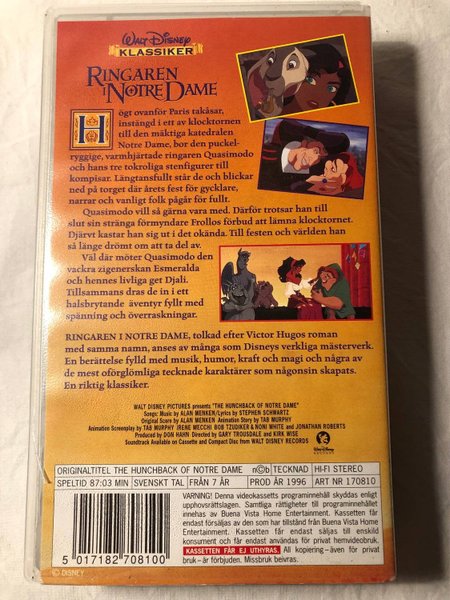 WALT DISNEY
KLASSIKER
RINGAREN
I NOTRE DAME
Högt ovanför Paris takåsar,
instängd i ett av klocktornen
till den mäktiga katedralen
Notre Dame, bor den puckel-
ryggige, varmhjärtade ringaren Quasimodo
och hans tre tokroliga stenfigurer till
kompisar. Längtansfullt står de och blickar
ned på torget där årets fest för gycklare,
narrar och vanligt folk pågår för fullt.
Quasimodo vill så gärna vara med. Därför trotsar han till
slut sin stränga förmyndare Frollos förbud att lämna klocktornet.
Djärvt kastar han sig ut i det okända. Till festen och världen han
så länge drömt om att ta del av.
Väl där möter Quasimodo den
vackra zigenerskan Esmeralda
och hennes livliga get Djali.
Tillsammans dras de in i ett
halsbrytande äventyr fyllt med
spänning och överraskningar.
RINGAREN I NOTRE DAME, tolkad efter Victor Hugos roman
med samma namn, anses av många som Disneys verkliga mästerverk.
En berättelse fylld med musik, humor, kraft och magi och några av
de mest oförglömliga tecknade karaktärer som någonsin skapats.
En riktig klassiker.
WALT DISNEY PICTURES presents "THE HUNCHBACK OF NOTRE DAME"
Songs: Music by ALAN MENKEN/Lyrics by STEPHEN SCHWARTZ
Original Score by ALAN MENKEN Animation Story by TAB MURPHY
Animation Screenplay by TAB MURPHY IRENE MECCHI BOB TZUDIKER & NONI WHITE and JONATHAN ROBERTS
Produced by DON HAHN Directed by GARY TROUSDALE and KIRK WISE
Soundtrack Available on Cassette and Compact Disc from WALT DISNEY RECORDS
ORIGINALTITEL THE HUNCHBACK OF NOTRE DAME n©b TECKNAD HI-FI STEREO
SPELTID 87:03 MIN SVENSKT TAL FRÅN 7 ÅR PROD ÅR 1996 ART NR 170810
VARNING! Denna videokassetts programinnehåll skyddas enligt
upphovsrättslagen. Samtliga rättigheter till programinnehållet
innehas av Buena Vista Home Entertainment. Kassetten får
endast försäljas av den som har tillstånd från Buena Vista Home
Entertainment. Kassetten får endast säljas till enskild
konsument och får endast användas för privat hemvideobruk.
KASSETTEN FÅR EJ UTHYRAS. All kopiering – även för privat
bruk – är förbjuden. Missbruk beivras.
5 017182 708100
© DISNEY